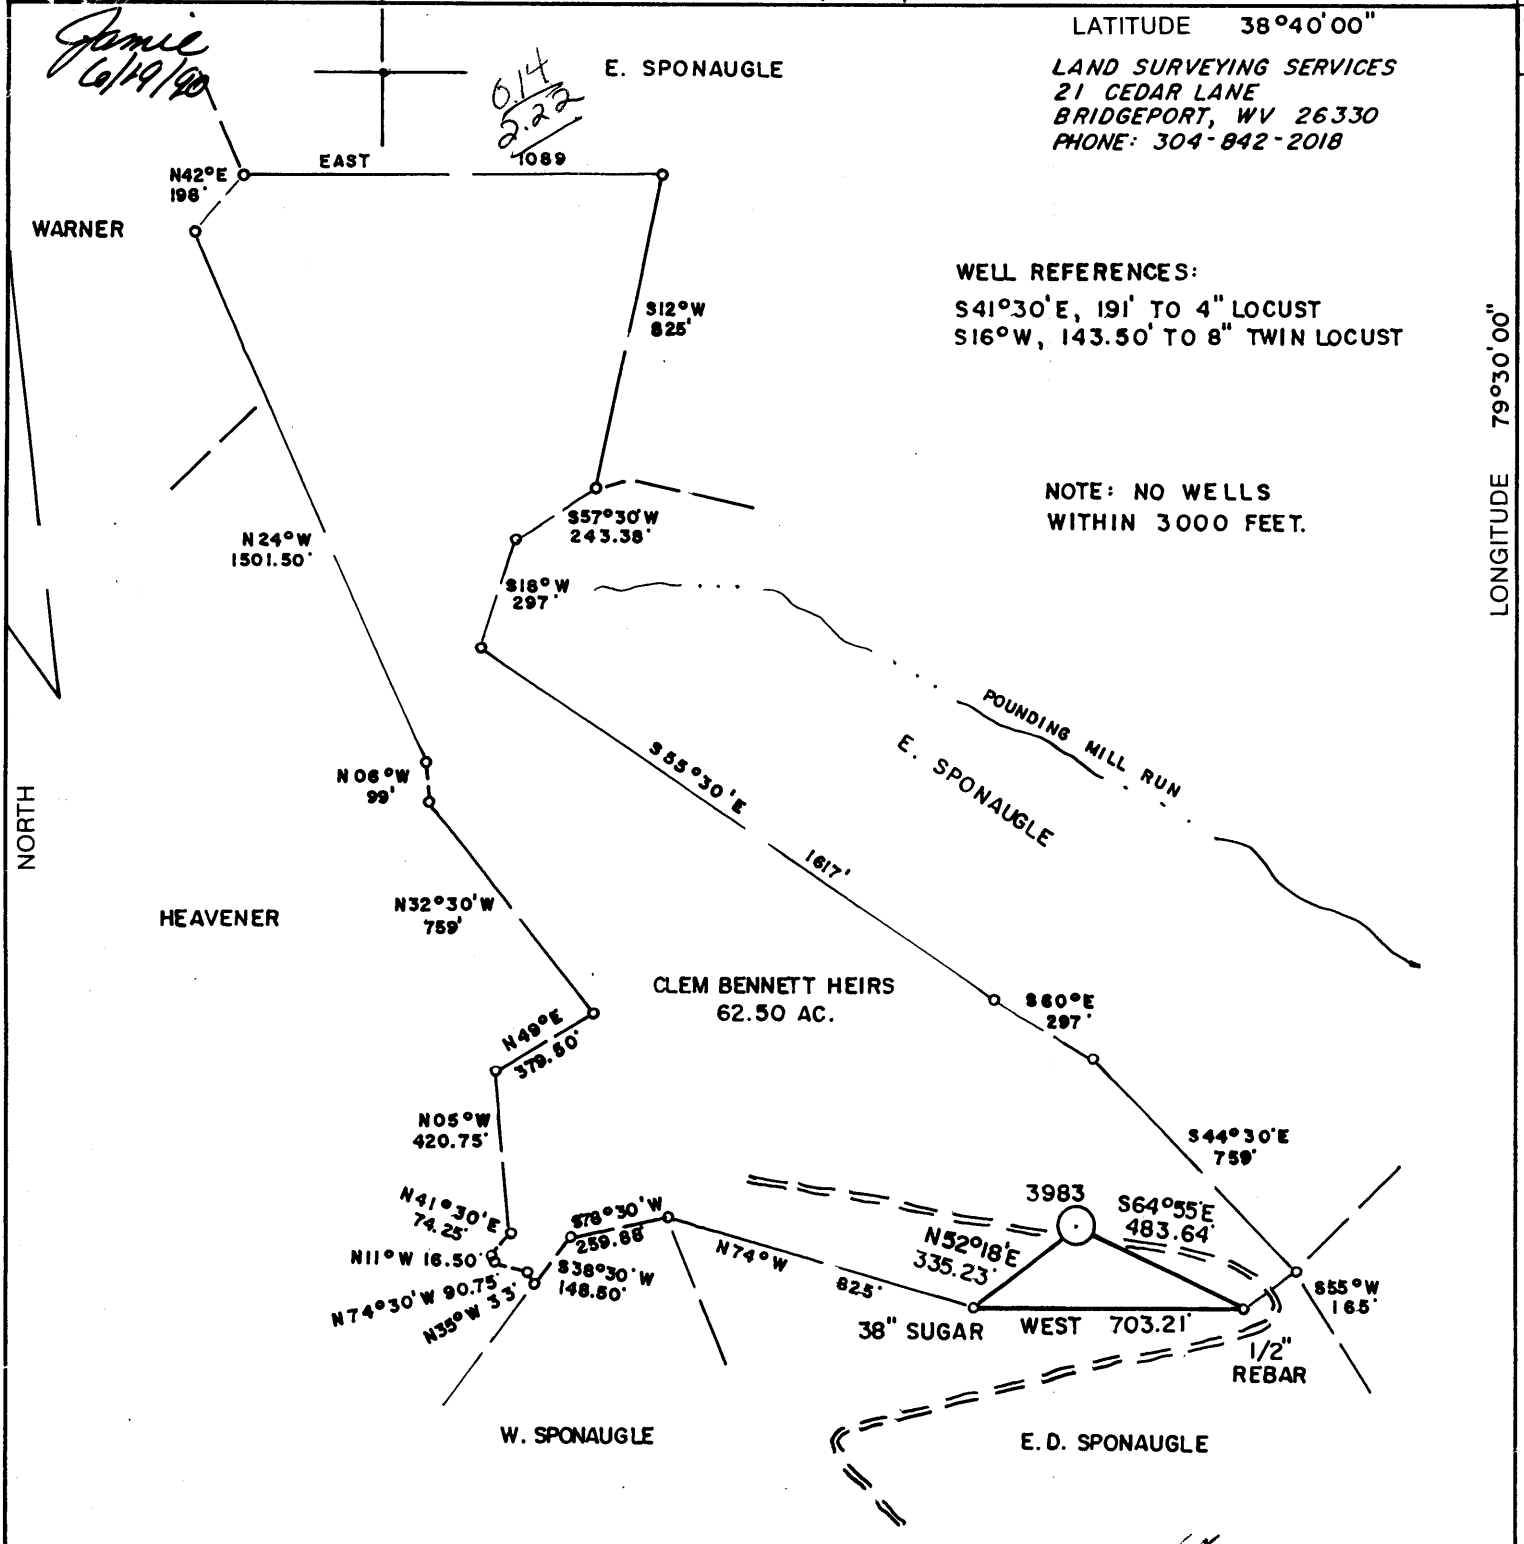 Jamie
6/19/90
LATITUDE 38°40'00"
LAND SURVEYING SERVICES
21 CEDAR LANE
BRIDGEPORT, WV 26330
PHONE: 304-842-2018
E. SPONAUGLE
0.14
2.22
EAST 1089
N42°E
198'
WARNER
S12°W
825'
WELL REFERENCES:
S41°30'E, 191' TO 4" LOCUST
S16°W, 143.50' TO 8" TWIN LOCUST
LONGITUDE 79°30'00"
NOTE: NO WELLS
WITHIN 3000 FEET.
S57°30'W
243.38'
N24°W
1501.50'
S18°W
297'
POUNDING MILL RUN
E. SPONAUGLE
S55°30'E
1617'
N06°W
99'
NORTH
N32°30'W
759'
HEAVENER
CLEM BENNETT HEIRS
62.50 AC.
S60°E
297'
N49°E
379.50'
N05°W
420.75'
S44°30'E
759'
N41°30'E
74.25'
S78°30'W
259.88'
3983
S64°55'E
483.64'
N52°18'E
335.23'
N74°W
825'
N11°W 16.50'
S38°30'W
148.50'
N74°30'W 90.75'
N35°W 33'
S55°W
165'
38" SUGAR
WEST 703.21'
1/2"
REBAR
W. SPONAUGLE
E. D. SPONAUGLE